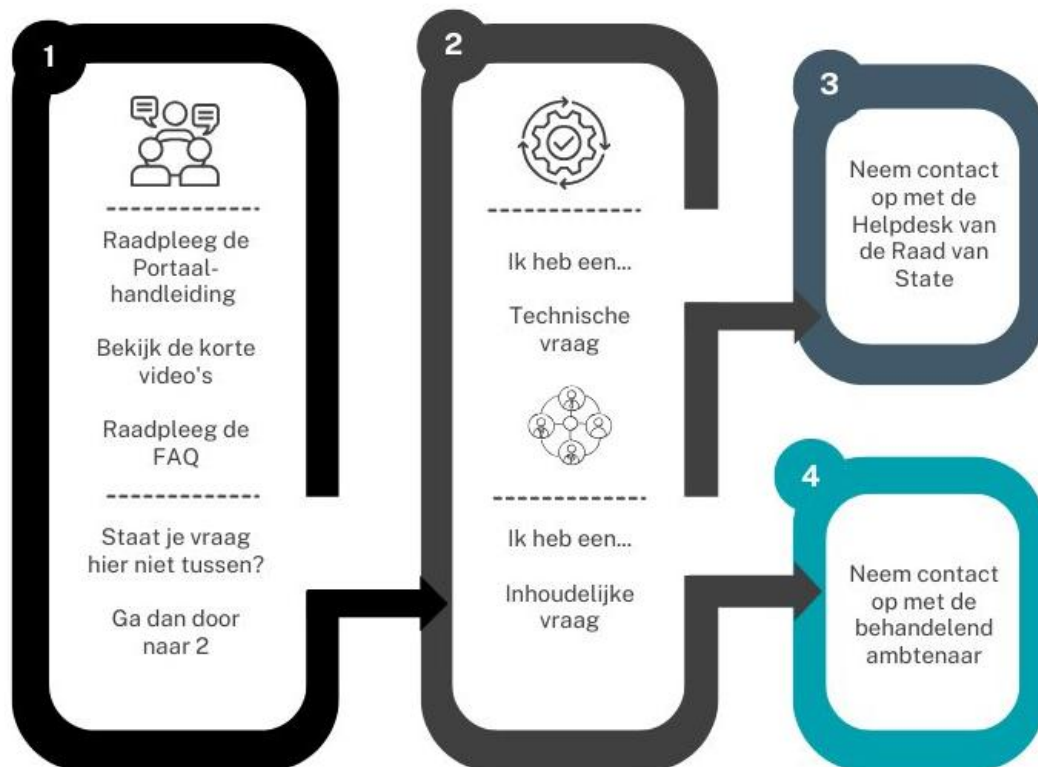 1
Raadpleeg de
Portaal-
handleiding
Bekijk de korte
video's
Raadpleeg de
FAQ
Staat je vraag
hier niet tussen?
Ga dan door
naar 2
2
Ik heb een...
Technische
vraag
Ik heb een...
Inhoudelijke
vraag
3
Neem contact
op met de
Helpdesk van
de Raad van
State
4
Neem contact
op met de
behandelend
ambtenaar